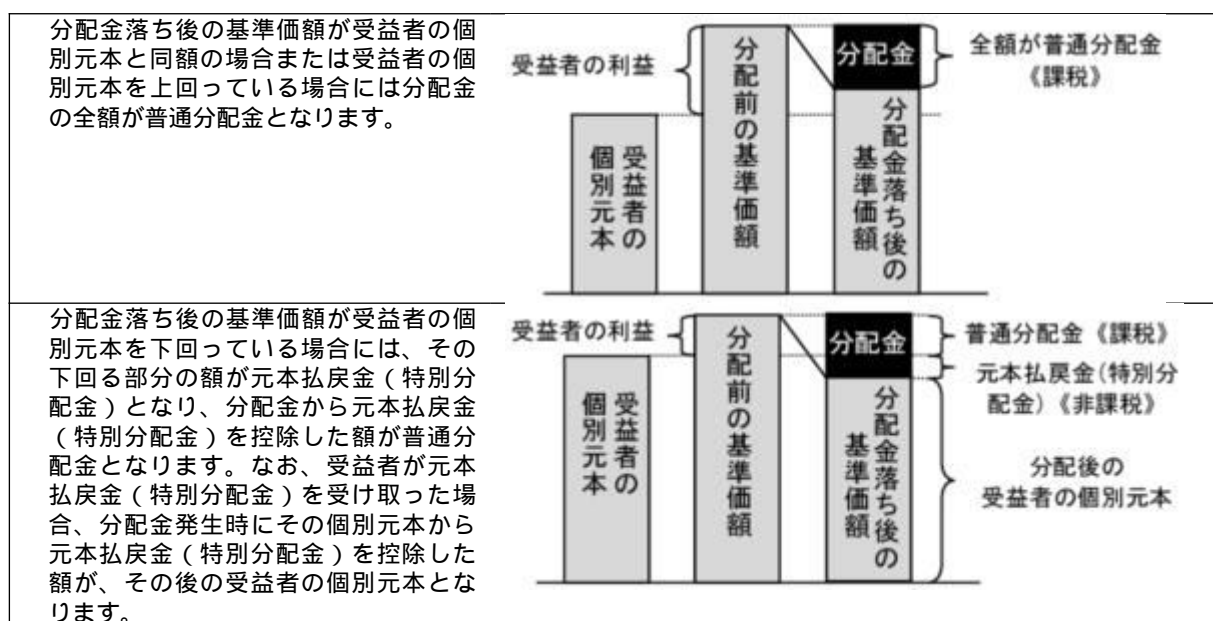 分配金落ち後の基準価額が受益者の個
別元本と同額の場合または受益者の個
別元本を上回っている場合には分配金
の全額が普通分配金となります。
受益者の利益
受益者の
個別元本
分配前の基準価額
分配金
分配金落ち後の
基準価額
全額が普通分配金
《課税》
分配金落ち後の基準価額が受益者の個
別元本を下回っている場合には、その
下回る部分の額が元本払戻金（特別分
配金）となり、分配金から元本払戻金
（特別分配金）を控除した額が普通分
配金となります。なお、受益者が元本
払戻金（特別分配金）を受け取った場
合、分配金発生時にその個別元本から
元本払戻金（特別分配金）を控除した
額が、その後の受益者の個別元本とな
ります。
受益者の利益
受益者の
個別元本
分配前の基準価額
分配金
分配金落ち後の
基準価額
普通分配金《課税》
元本払戻金（特別分
配金）《非課税》
分配後の
受益者の個別元本